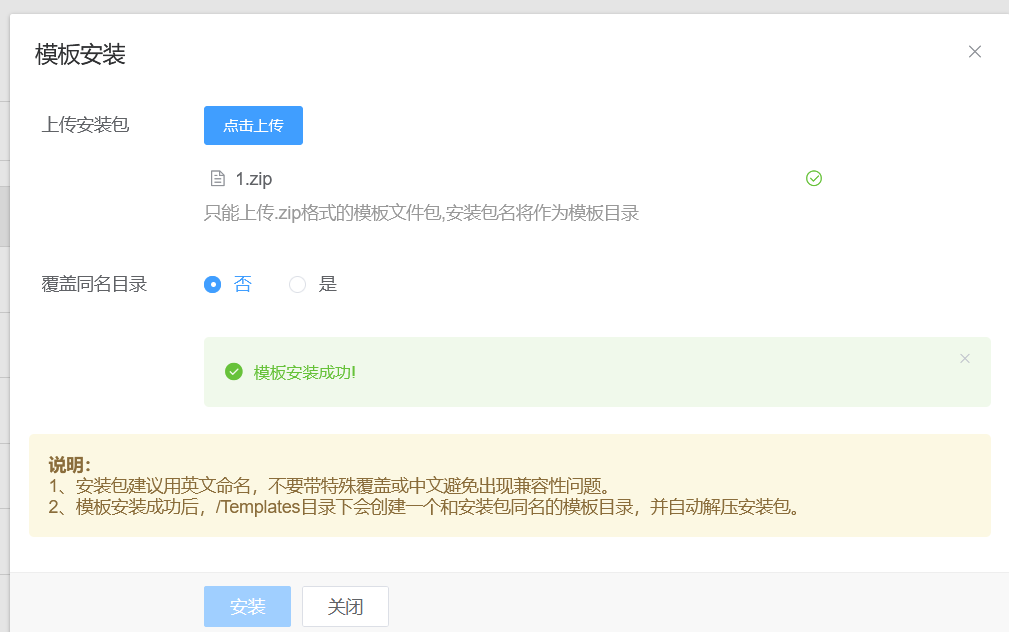 模板安装
上传安装包
点击上传
1.zip
只能上传.zip格式的模板文件包,安装包名将作为模板目录
覆盖同名目录
否
是
模板安装成功!
说明:
1、安装包建议用英文命名，不要带特殊覆盖或中文避免出现兼容性问题。
2、模板安装成功后，/Templates目录下会创建一个和安装包同名的模板目录，并自动解压安装包。
安装
关闭